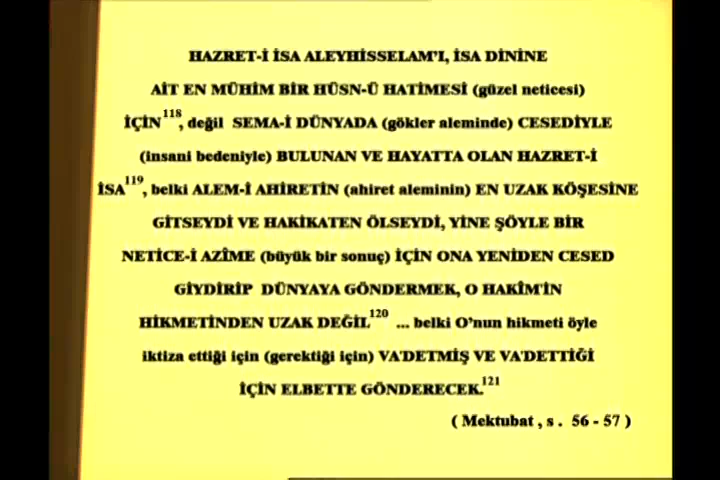 HAZRET-İ İSA ALEYHİSSELAM'I, İSA DİNİNE
AİT EN MÜHİM BİR HÜSN-Ü HATİMESİ (güzel neticesi)
İÇİN118, değil SEMA-İ DÜNYADA (gökler aleminde) CESEDİYLE
(insani bedeniyle) BULUNAN VE HAYATTA OLAN HAZRET-İ
İSA119, belki ALEM-İ AHİRETİN (ahiret aleminin) EN UZAK KÖŞESİNE
GİTSEYDİ VE HAKİKATEN ÖLSEYDİ, YİNE ŞÖYLE BİR
NETİCE-İ AZÎME (büyük bir sonuç) İÇİN ONA YENİDEN CESED
GİYDİRİP DÜNYAYA GÖNDERMEK, O HAKÎM'İN
HİKMETİNDEN UZAK DEĞİL120 ... belki O'nun hikmeti öyle
iktiza ettiği için (gerektiği için) VA'DETMİŞ VE VA'DETTİĞİ
İÇİN ELBETTE GÖNDERECEK.121
( Mektubat , s . 56 - 57 )